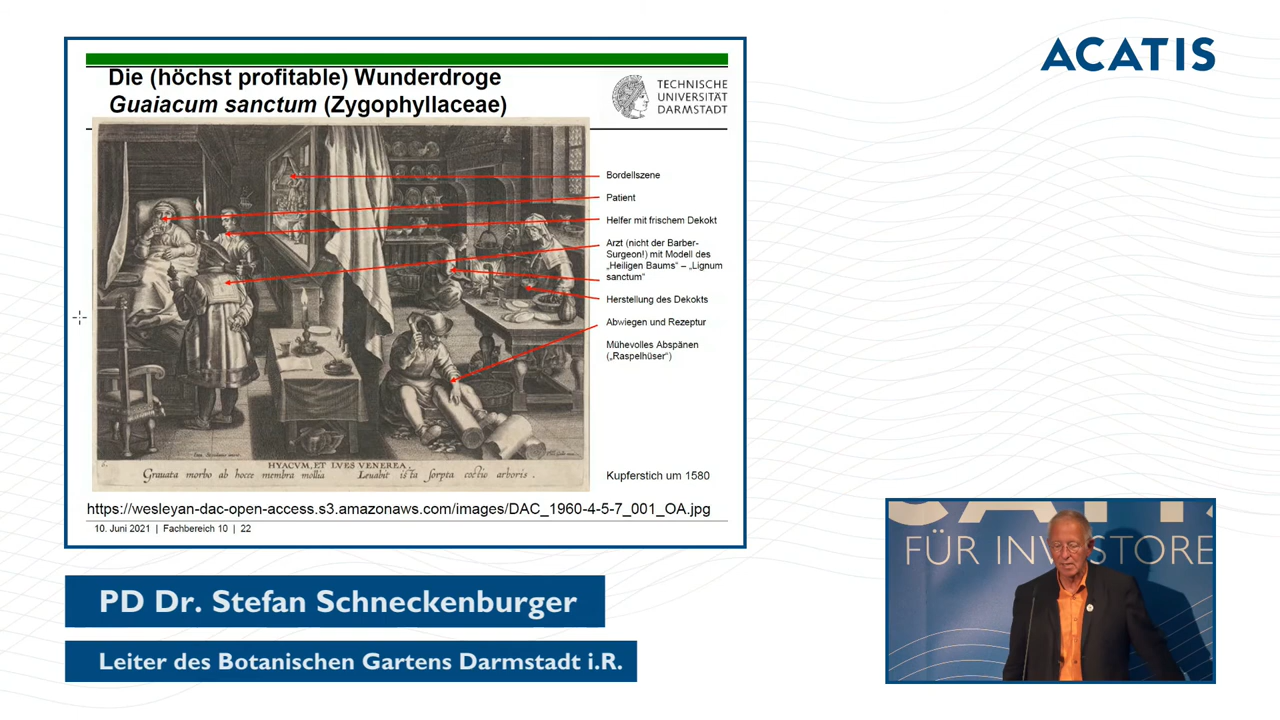 ACATIS
Die (höchst profitable) Wunderdroge
Guaiacum sanctum (Zygophyllaceae)
TECHNISCHE
UNIVERSITÄT
DARMSTADT
Bordellszene
Patient
Helfer mit frischem Dekokt
Arzt (nicht der Barber-
Surgeon!) mit Modell des
„Heiligen Baums“ – „Lignum
sanctum“
Herstellung des Dekokts
Abwiegen und Rezeptur
Mühevolles Abspänen
(„Raspelhüser“)
HYACVM, ET LVES VENEREA.
Grauata morbo ab hocce membra mollia Leuabit ista sorpta coctio arboris.
Kupferstich um 1580
https://wesleyan-dac-open-access.s3.amazonaws.com/images/DAC_1960-4-5-7_001_OA.jpg
10. Juni 2021 | Fachbereich 10 | 22
FÜR INVESTORE
PD Dr. Stefan Schneckenburger
Leiter des Botanischen Gartens Darmstadt i.R.